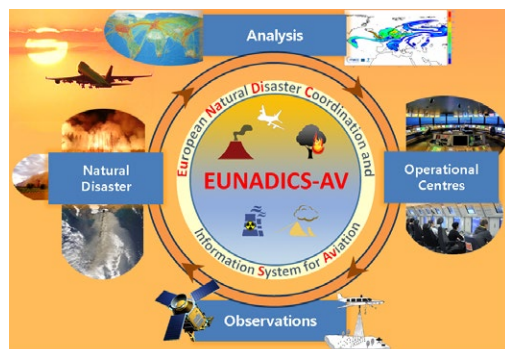 Analysis
European Natural Disaster Coordination and
Natural
Disaster
EUNADICS-AV
Operational
Centres
Information System for Aviation
Observations